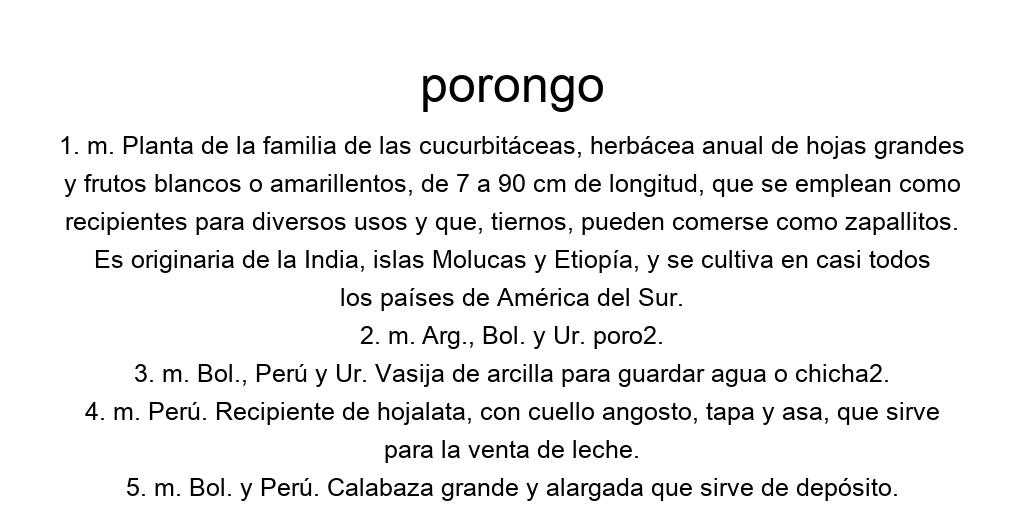 porongo
1. m. Planta de la familia de las cucurbitáceas, herbácea anual de hojas grandes
y frutos blancos o amarillentos, de 7 a 90 cm de longitud, que se emplean como
recipientes para diversos usos y que, tiernos, pueden comerse como zapallitos.
Es originaria de la India, islas Molucas y Etiopía, y se cultiva en casi todos
los países de América del Sur.
2. m. Arg., Bol. y Ur. poro2.
3. m. Bol., Perú y Ur. Vasija de arcilla para guardar agua o chicha2.
4. m. Perú. Recipiente de hojalata, con cuello angosto, tapa y asa, que sirve
para la venta de leche.
5. m. Bol. y Perú. Calabaza grande y alargada que sirve de depósito.